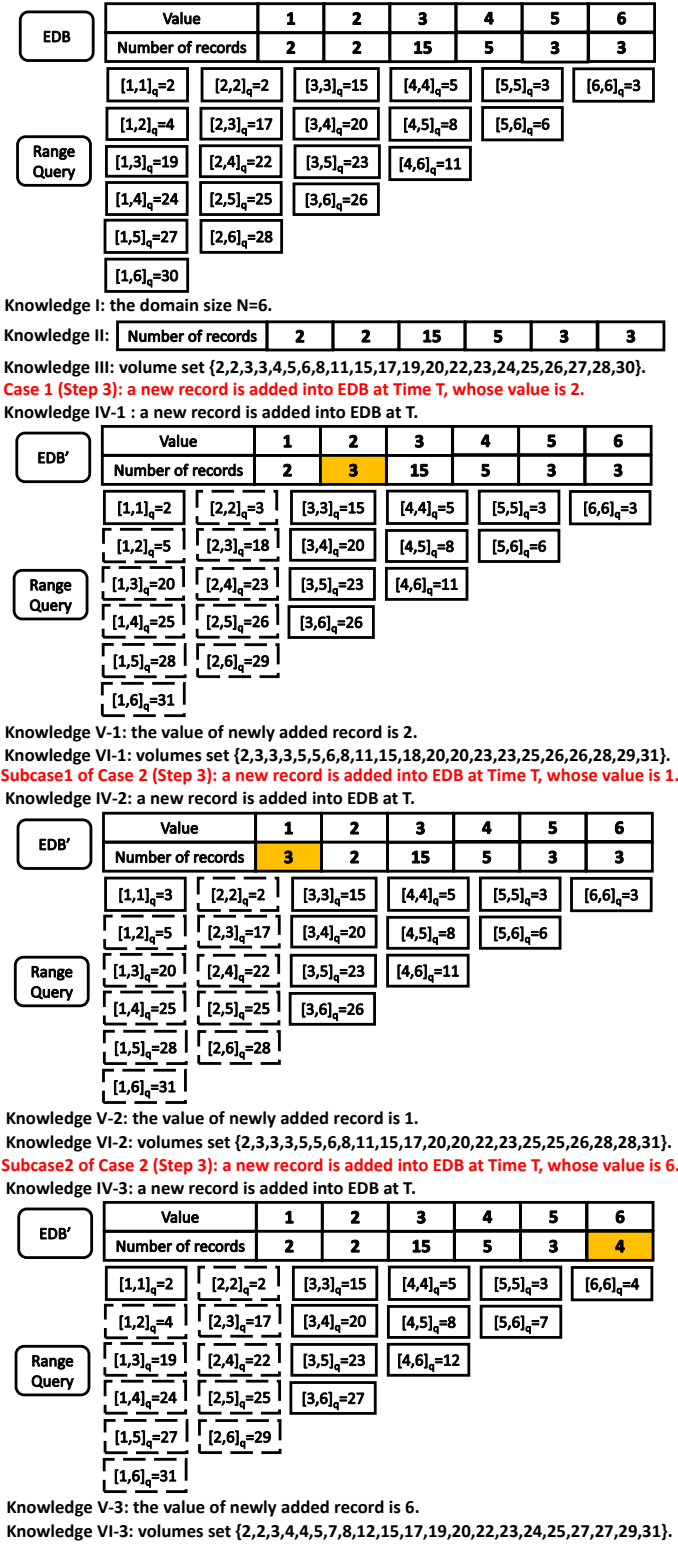 EDB
Value 1 2 3 4 5 6
Number of records 2 2 15 5 3 3
Range Query
[1,1]q=2 [2,2]q=2 [3,3]q=15 [4,4]q=5 [5,5]q=3 [6,6]q=3
[1,2]q=4 [2,3]q=17 [3,4]q=20 [4,5]q=8 [5,6]q=6
[1,3]q=19 [2,4]q=22 [3,5]q=23 [4,6]q=11
[1,4]q=24 [2,5]q=25 [3,6]q=26
[1,5]q=27 [2,6]q=28
[1,6]q=30
Knowledge I: the domain size N=6.
Knowledge II: Number of records 2 2 15 5 3 3
Knowledge III: volume set {2,2,3,3,4,5,6,8,11,15,17,19,20,22,23,24,25,26,27,28,30}.
Case 1 (Step 3): a new record is added into EDB at Time T, whose value is 2.
Knowledge IV-1 : a new record is added into EDB at T.
EDB'
Value 1 2 3 4 5 6
Number of records 2 3 15 5 3 3
Range Query
[1,1]q=2 [2,2]q=3 [3,3]q=15 [4,4]q=5 [5,5]q=3 [6,6]q=3
[1,2]q=5 [2,3]q=18 [3,4]q=20 [4,5]q=8 [5,6]q=6
[1,3]q=20 [2,4]q=23 [3,5]q=23 [4,6]q=11
[1,4]q=25 [2,5]q=26 [3,6]q=26
[1,5]q=28 [2,6]q=29
[1,6]q=31
Knowledge V-1: the value of newly added record is 2.
Knowledge VI-1: volumes set {2,3,3,3,5,5,6,8,11,15,18,20,20,23,23,25,26,26,28,29,31}.
Subcase1 of Case 2 (Step 3): a new record is added into EDB at Time T, whose value is 1.
Knowledge IV-2: a new record is added into EDB at T.
EDB'
Value 1 2 3 4 5 6
Number of records 3 2 15 5 3 3
Range Query
[1,1]q=3 [2,2]q=2 [3,3]q=15 [4,4]q=5 [5,5]q=3 [6,6]q=3
[1,2]q=5 [2,3]q=17 [3,4]q=20 [4,5]q=8 [5,6]q=6
[1,3]q=20 [2,4]q=22 [3,5]q=23 [4,6]q=11
[1,4]q=25 [2,5]q=25 [3,6]q=26
[1,5]q=28 [2,6]q=28
[1,6]q=31
Knowledge V-2: the value of newly added record is 1.
Knowledge VI-2: volumes set {2,3,3,3,5,5,6,8,11,15,17,20,20,22,23,25,25,26,28,28,31}.
Subcase2 of Case 2 (Step 3): a new record is added into EDB at Time T, whose value is 6.
Knowledge IV-3: a new record is added into EDB at T.
EDB'
Value 1 2 3 4 5 6
Number of records 2 2 15 5 3 4
Range Query
[1,1]q=2 [2,2]q=2 [3,3]q=15 [4,4]q=5 [5,5]q=3 [6,6]q=4
[1,2]q=4 [2,3]q=17 [3,4]q=20 [4,5]q=8 [5,6]q=7
[1,3]q=19 [2,4]q=22 [3,5]q=23 [4,6]q=12
[1,4]q=24 [2,5]q=25 [3,6]q=27
[1,5]q=27 [2,6]q=29
[1,6]q=31
Knowledge V-3: the value of newly added record is 6.
Knowledge VI-3: volumes set {2,2,3,4,4,5,7,8,12,15,17,19,20,22,23,24,25,27,27,29,31}.